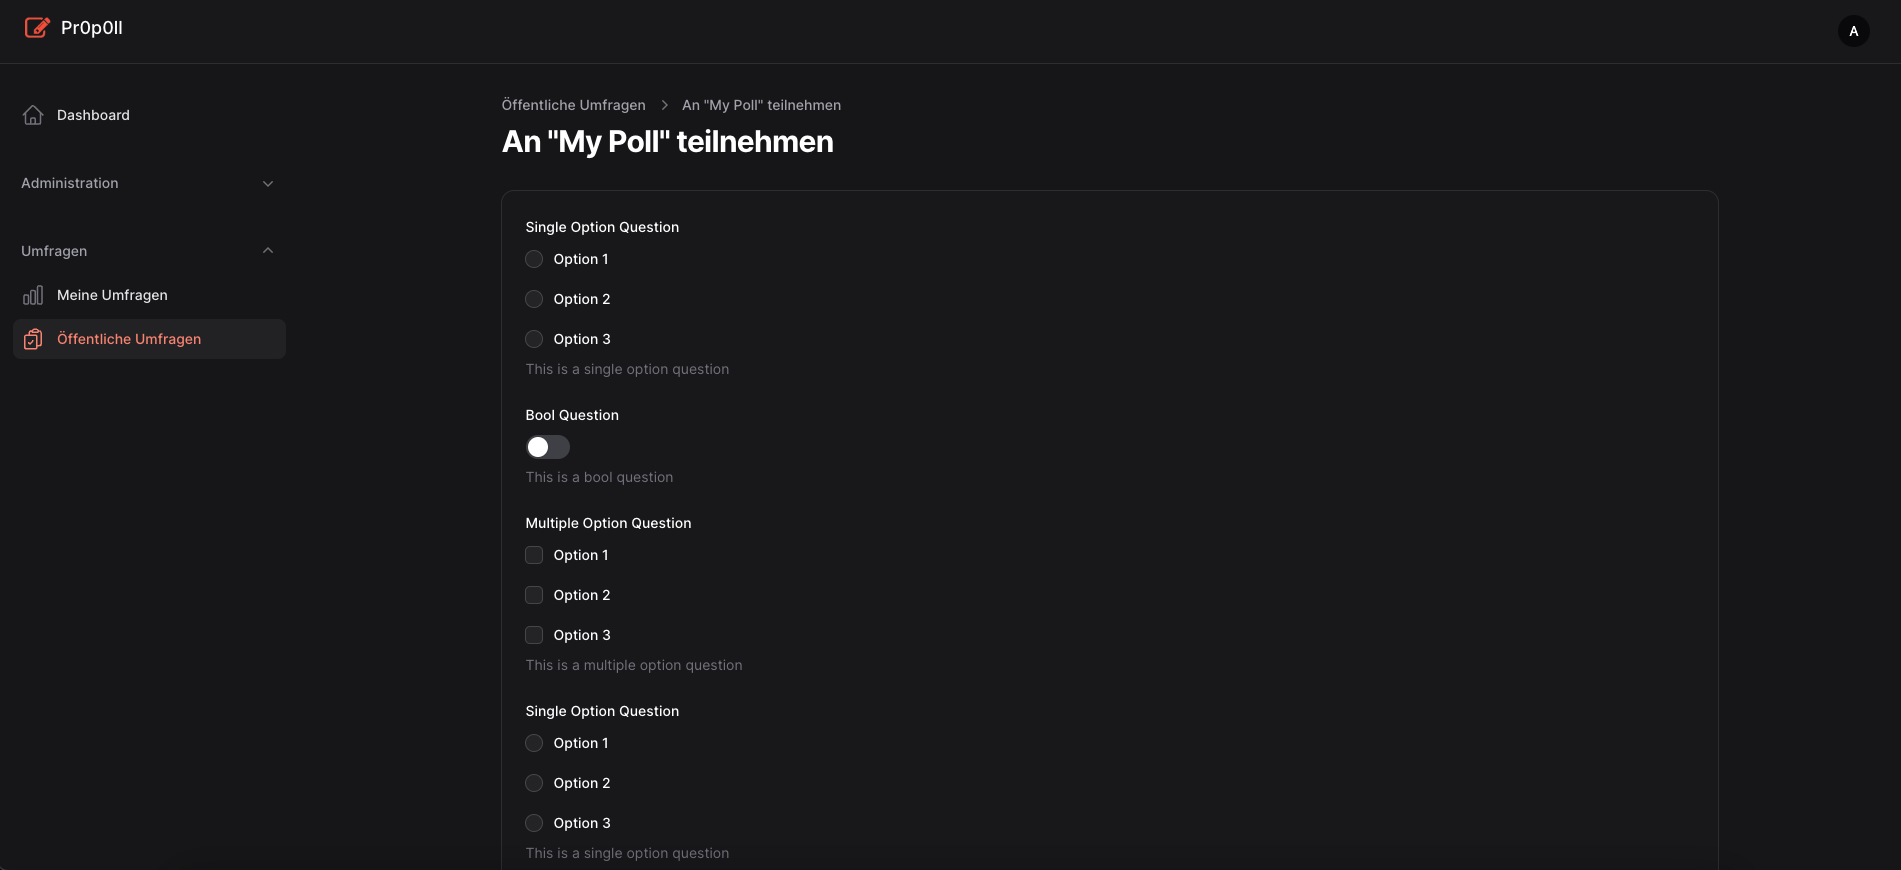 Pr0p0ll
A
Dashboard
Administration
Umfragen
Meine Umfragen
Öffentliche Umfragen
Öffentliche Umfragen
An "My Poll" teilnehmen
An "My Poll" teilnehmen
Single Option Question
Option 1
Option 2
Option 3
This is a single option question
Bool Question
This is a bool question
Multiple Option Question
Option 1
Option 2
Option 3
This is a multiple option question
Single Option Question
Option 1
Option 2
Option 3
This is a single option question